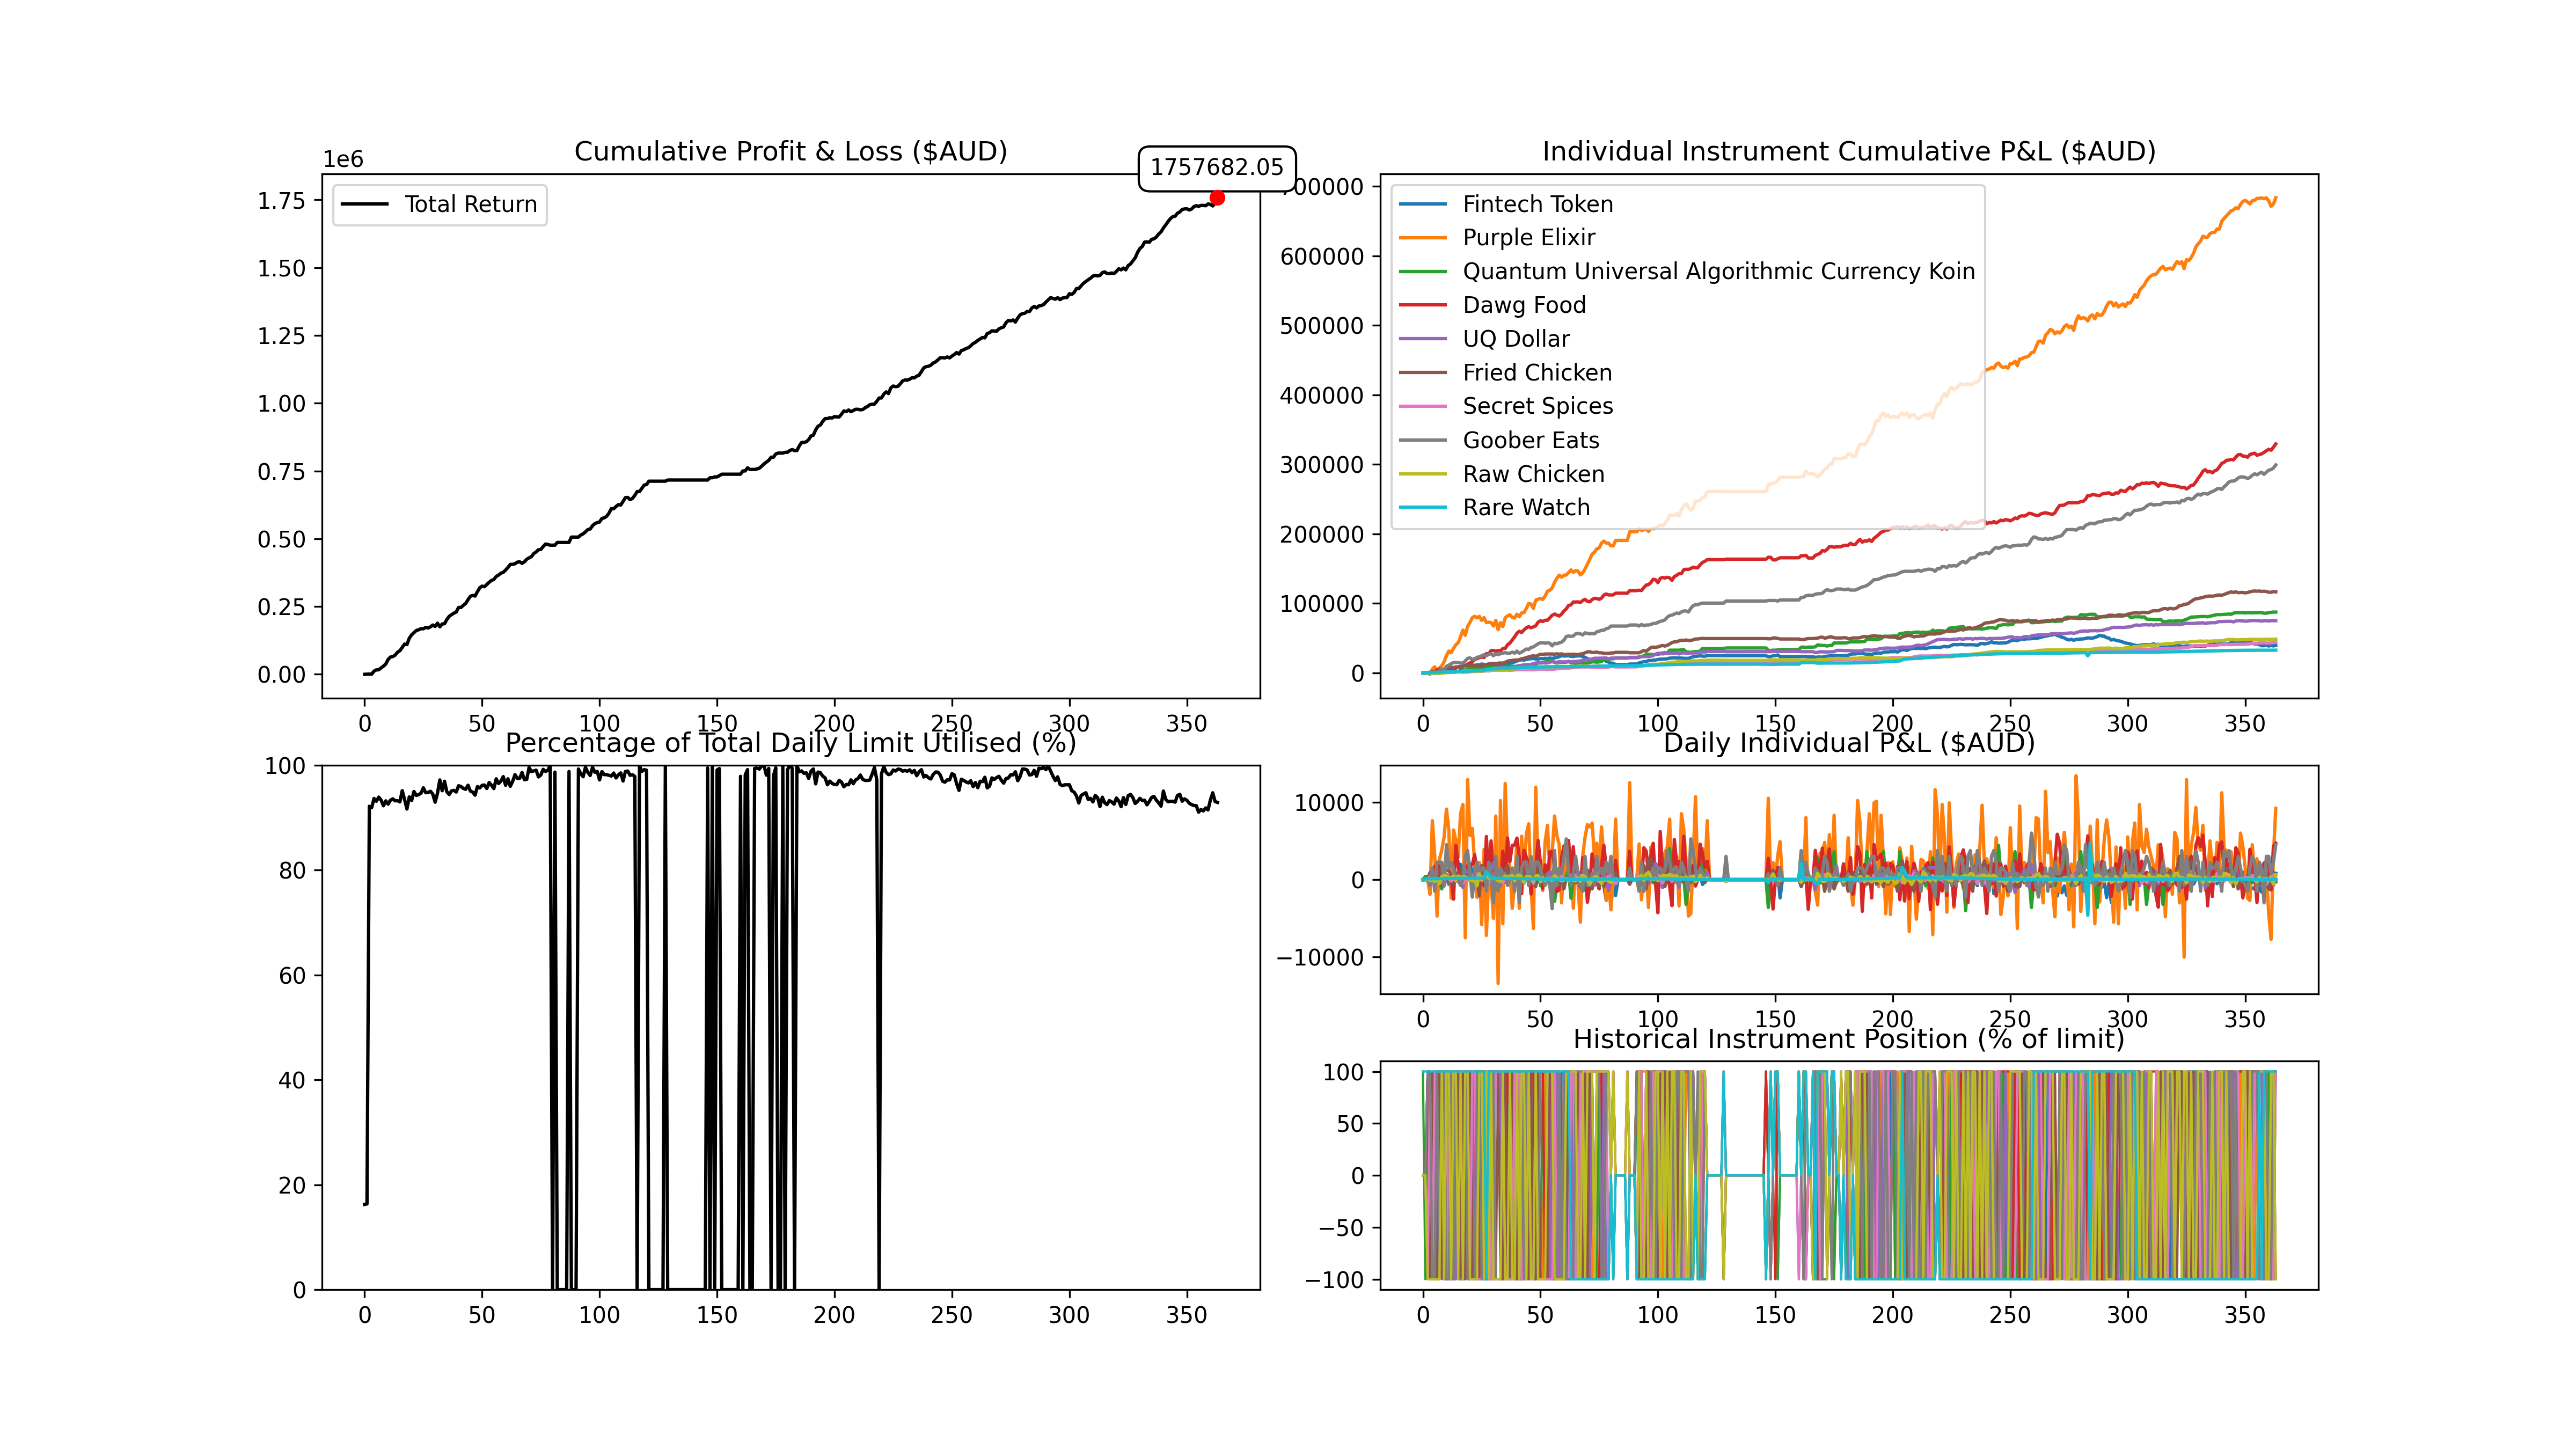 Cumulative Profit & Loss ($AUD)
1e6
1757682.05
Total Return
1.75
1.50
1.25
1.00
0.75
0.50
0.25
0.00
0 50 100 150 200 250 300 350
Individual Instrument Cumulative P&L ($AUD)
700000
600000
500000
400000
300000
200000
100000
0
Fintech Token
Purple Elixir
Quantum Universal Algorithmic Currency Koin
Dawg Food
UQ Dollar
Fried Chicken
Secret Spices
Goober Eats
Raw Chicken
Rare Watch
0 50 100 150 200 250 300 350
Percentage of Total Daily Limit Utilised (%)
100
80
60
40
20
0
0 50 100 150 200 250 300 350
Daily Individual P&L ($AUD)
10000
0
−10000
0 50 100 150 200 250 300 350
Historical Instrument Position (% of limit)
100
50
0
−50
−100
0 50 100 150 200 250 300 350